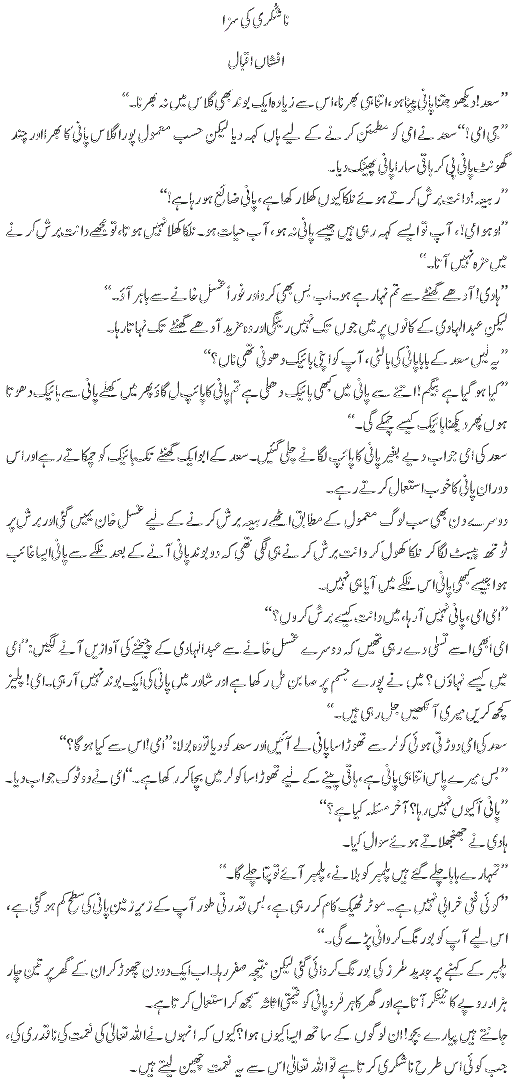 ناشکری کی سزا
افشاں اقبال
”سعد! دیکھو جتنا پانی پینا ہو، اتنا ہی بھرنا، اس سے زیادہ ایک بوند بھی گلاس میں نہ بھرنا۔“
”جی امی!“ سعد نے امی کو مطمئن کرنے کے لیے ہاں کہہ دیا لیکن حسب معمول پورا گلاس پانی کا بھرا اور چند
گھونٹ پانی پی کر باقی سارا پانی پھینک دیا۔
”ربیعہ! دانت برش کرتے ہوئے نلکا کیوں کھلا رکھا ہے، پانی ضائع ہو رہا ہے!“
”اوہو امی!، آپ تو ایسے کہہ رہی ہیں جیسے پانی نہ ہو، آب حیات ہو۔ نلکا کھلا نہیں ہوتا، تو مجھے دانت برش کرنے
میں مزہ نہیں آتا۔“
”ہادی! آدھے گھنٹے سے تم نہا رہے ہو۔ اب بس بھی کرو اور فوراً غسل خانے سے باہر آؤ۔“
لیکن عبدالہادی کے کانوں پر میں جوں تک نہیں رینگی اور وہ مزید آدھے گھنٹے تک نہاتا رہا۔
”یہ لیں سعد کے بابا پانی کی بالٹی، آپ کو اپنی بائیک دھونی تھی ناں؟“
”کیا ہو گیا ہے بیگم! اتنے سے پانی میں کبھی بائیک دھلی ہے تم پانی کا پائپ ل گاؤ پھر میں کھلے پانی سے بائیک دھوتا
ہوں پھر دیکھنا بائیک کیسے چمکے گی۔“
سعد کی امی جواب دیے بغیر پانی کا پائپ لگانے چلی گئیں۔ سعد کے ابو ایک گھنٹے تک بائیک کو چمکاتے رہے اور اس
دوران پانی کا خوب استعمال کرتے رہے۔
دوسرے دن بھی سب لوگ معمول کے مطابق اٹھے ربیعہ برش کرنے کے لیے غسل خان ہمیں گئی اور برش پر
ٹوتھ پیسٹ لگا کر نلکا کھول کر دانت برش کرنے ہی لگی تھی کہ دو بوند پانی آنے کے بعد نلکے سے پانی ایسا غائب
ہوا جیسے کبھی پانی اس نلکے میں آیا ہی نہیں۔
”امی امی، پانی نہیں آ رہا، میں دانت کیسے برش کروں؟“
امی ابھی اسے تسلی دے رہی تھیں کہ دوسرے غسل خانے سے عبدالہادی کے چیخنے کی آوازیں آنے لگیں: ”امی
میں کیسے نہاؤں؟ میں نے پورے جسم پر صابن مل رکھا ہے اور شاور میں پانی کی ایک بوند نہیں آ رہی۔ امی! پلیز
کچھ کریں میری آنکھیں جل رہی ہیں۔“
سعد کی امی دوڑتی ہوئی کولر سے تھوڑا سا پانی لے آئیں اور سعد کو دیا تو وہ بولا: ”امی! اس سے کیا ہو گا؟“
”بس میرے پاس اتنا ہی پانی ہے، باقی پینے کے لیے تھوڑا سا کولر میں بچا کر رکھا ہے۔“ امی نے دو ٹوک جواب دیا۔
”پانی آ کیوں نہیں رہا؟ آخر مسئلہ کیا ہے؟“
ہادی نے جھنجھلاتے ہوئے سوال کیا۔
”تمہارے بابا چلے گئے ہیں پلمبر کو بلانے، پلمبر آئے تو پتا چلے گا۔“
”کوئی فنی خرابی نہیں ہے۔ موٹر ٹھیک کام کر رہی ہے، بس قدرتی طور آپ کے زیر زمین پانی کی سطح کم ہو گئی ہے،
اس لیے آپ کو بورنگ کروانی پڑے گی۔“
پلمبر کے کہنے پر جدید طرز کی بورنگ کروائی گئی لیکن نتیجہ صفر رہا۔ اب ایک دو دن چھوڑ کر ان کے گھر پر تین چار
ہزار روپے کا ٹینکر آتا ہے اور گھر کا ہر فرد پانی کو قیمتی اثاثہ سمجھ کر استعمال کرتا ہے۔
جانتے ہیں پیارے بچو! ان لوگوں کے ساتھ ایسا کیوں ہوا؟ کیوں کہ انہوں نے اللہ تعالیٰ کی نعمت کی ناقدری کی،
جب کوئی اس طرح ناشکری کرتا ہے تو اللہ تعالیٰ اس سے یہ نعمت چھین لیتے ہیں۔